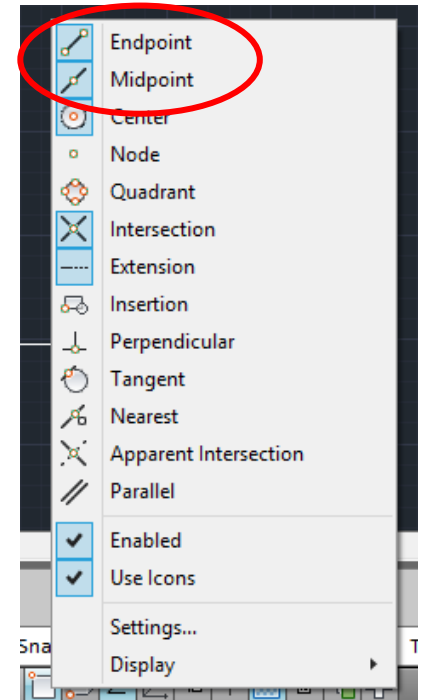 Endpoint
Midpoint
Center
Node
Quadrant
Intersection
Extension
Insertion
Perpendicular
Tangent
Nearest
Apparent Intersection
Parallel
Enabled
Use Icons
Settings...
Display